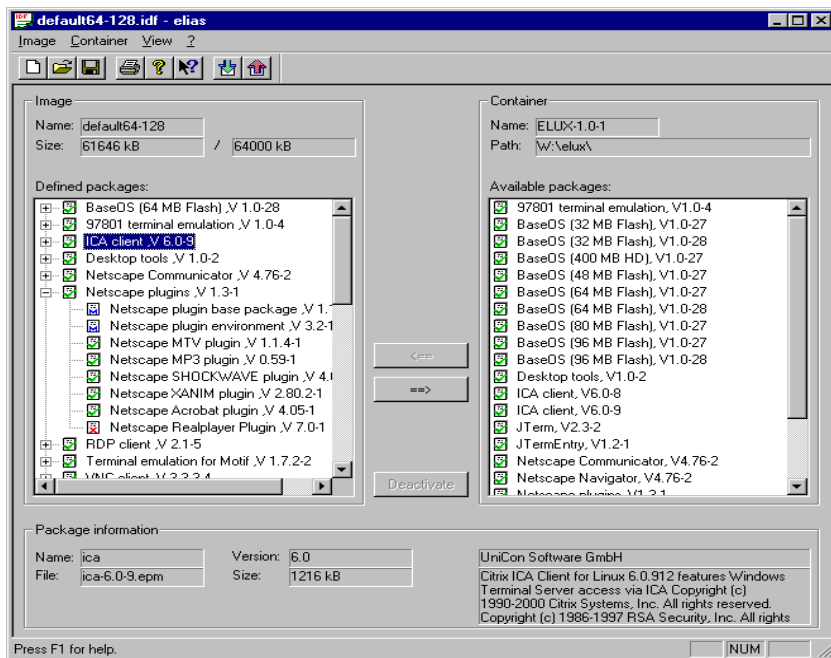 default64-128.idf - elias
Image Container View ?
Image
Name: default64-128
Size: 61646 kB / 64000 kB
Defined packages:
BaseOS (64 MB Flash) ,V 1.0-28
97801 terminal emulation ,V 1.0-4
ICA client ,V 6.0-9
Desktop tools ,V 1.0-2
Netscape Communicator ,V 4.76-2
Netscape plugins ,V 1.3-1
Netscape plugin base package ,V 1.
Netscape plugin environment ,V 3.2-1
Netscape MTV plugin ,V 1.1.4-1
Netscape MP3 plugin ,V 0.59-1
Netscape SHOCKWAVE plugin ,V 4.
Netscape XANIM plugin ,V 2.80.2-1
Netscape Acrobat plugin ,V 4.05-1
Netscape Realplayer Plugin ,V 7.0-1
RDP client ,V 2.1-5
Terminal emulation for Motif ,V 1.7.2-2
VNC client ,V 3.3.3-4
<==
==>
Deactivate
Container
Name: ELUX-1.0-1
Path: W:\elux\
Available packages:
97801 terminal emulation, V1.0-4
BaseOS (32 MB Flash), V1.0-27
BaseOS (32 MB Flash), V1.0-28
BaseOS (400 MB HD), V1.0-27
BaseOS (48 MB Flash), V1.0-27
BaseOS (64 MB Flash), V1.0-27
BaseOS (64 MB Flash), V1.0-28
BaseOS (80 MB Flash), V1.0-27
BaseOS (96 MB Flash), V1.0-27
BaseOS (96 MB Flash), V1.0-28
Desktop tools, V1.0-2
ICA client, V6.0-8
ICA client, V6.0-9
JTerm, V2.3-2
JTermEntry, V1.2-1
Netscape Communicator, V4.76-2
Netscape Navigator, V4.76-2
Netscape plugins, V1.3-1
Package information
Name: ica Version: 6.0
File: ica-6.0-9.epm Size: 1216 kB
UniCon Software GmbH
Citrix ICA Client for Linux 6.0.912 features Windows
Terminal Server access via ICA Copyright (c)
1990-2000 Citrix Systems, Inc. All rights reserved.
Copyright (c) 1986-1997 RSA Security, Inc. All rights
Press F1 for help.
NUM